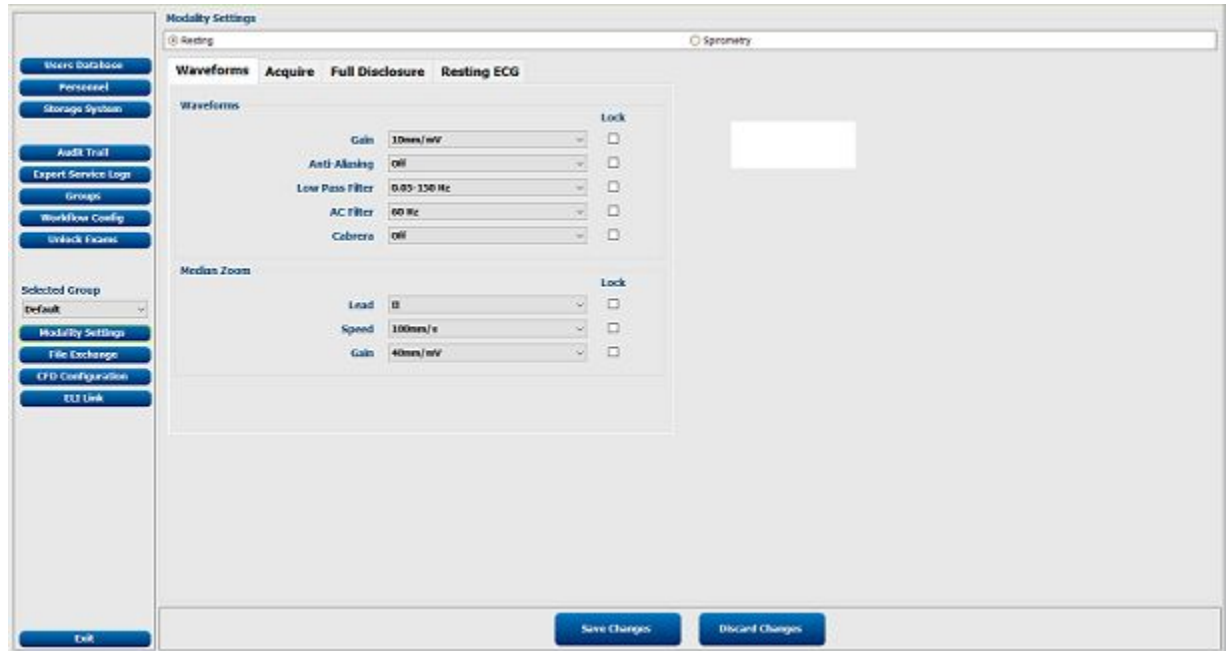 Modality Settings
Resting
Spirometry
Users Database
Personnel
Storage System
Audit Trail
Export Service Logs
Groups
Workflow Config
Unlock Exams
Selected Group
Default
Modality Settings
File Exchange
CFD Configuration
ELI Link
Exit
Waveforms Acquire Full Disclosure Resting ECG
Waveforms
Lock
Gain 10mm/mV
Anti-Aliasing Off
Low Pass Filter 0.05-150 Hz
AC Filter 60 Hz
Cabrera Off
Median Zoom
Lock
Lead II
Speed 100mm/s
Gain 40mm/mV
Save Changes Discard Changes